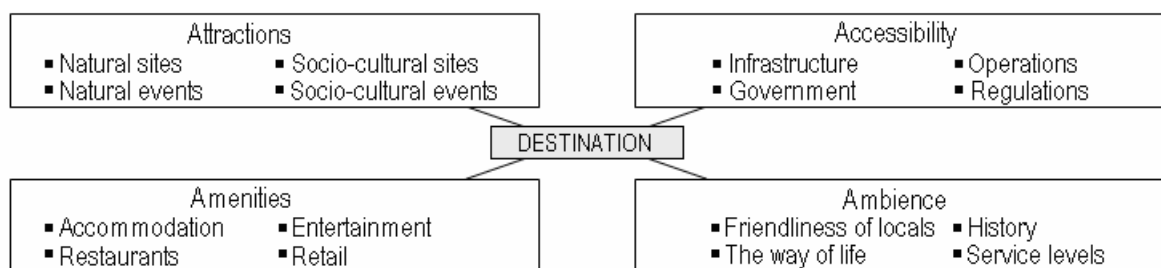 Attractions
▪ Natural sites ▪ Socio-cultural sites
▪ Natural events ▪ Socio-cultural events
Accessibility
▪ Infrastructure ▪ Operations
▪ Government ▪ Regulations
DESTINATION
Amenities
▪ Accommodation ▪ Entertainment
▪ Restaurants ▪ Retail
Ambience
▪ Friendliness of locals ▪ History
▪ The way of life ▪ Service levels